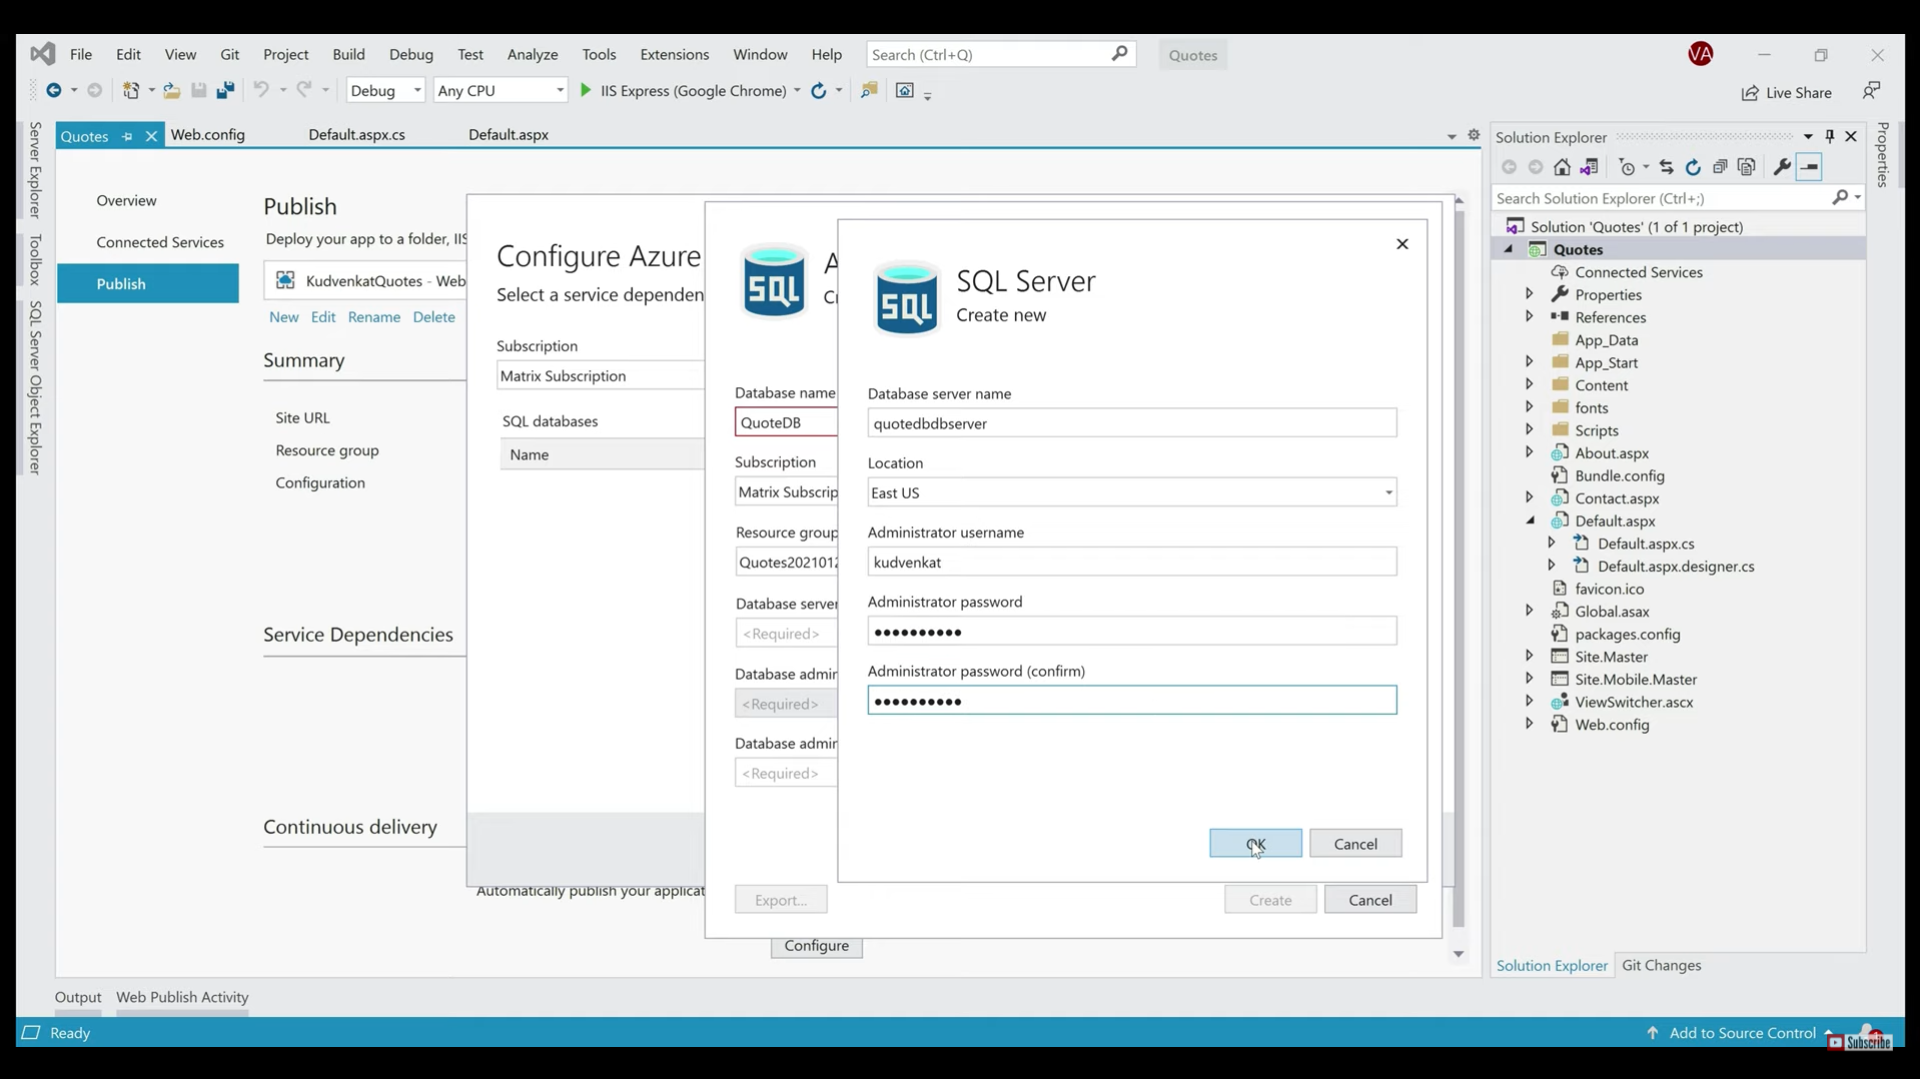 File Edit View Git Project Build Debug Test Analyze Tools Extensions Window Help Search (Ctrl+Q) Quotes VA
Debug Any CPU IIS Express (Google Chrome) Live Share
Quotes Web.config Default.aspx.cs Default.aspx
Server Explorer
Toolbox
SQL Server Object Explorer
Overview
Connected Services
Publish
Publish
Deploy your app to a folder, IIS
KudvenkatQuotes - Web
New Edit Rename Delete
Summary
Site URL
Resource group
Configuration
Service Dependencies
Continuous delivery
Automatically publish your applicat
Configure
Configure Azure
Select a service dependen
Subscription
Matrix Subscription
SQL databases
Name
SQL
A
Database name
QuoteDB
Subscription
Matrix Subscrip
Resource group
Quotes2021012
Database server
<Required>
Database admin
<Required>
Database admin
<Required>
Export...
Create Cancel
SQL
SQL Server
Create new
Database server name
quotedbdbserver
Location
East US
Administrator username
kudvenkat
Administrator password
••••••••••
Administrator password (confirm)
••••••••••
OK Cancel
Solution Explorer
Search Solution Explorer (Ctrl+;)
Solution 'Quotes' (1 of 1 project)
Quotes
Connected Services
Properties
References
App_Data
App_Start
Content
fonts
Scripts
About.aspx
Bundle.config
Contact.aspx
Default.aspx
Default.aspx.cs
Default.aspx.designer.cs
favicon.ico
Global.asax
packages.config
Site.Master
Site.Mobile.Master
ViewSwitcher.ascx
Web.config
Solution Explorer Git Changes
Properties
Output Web Publish Activity
Ready
Add to Source Control
Subscribe